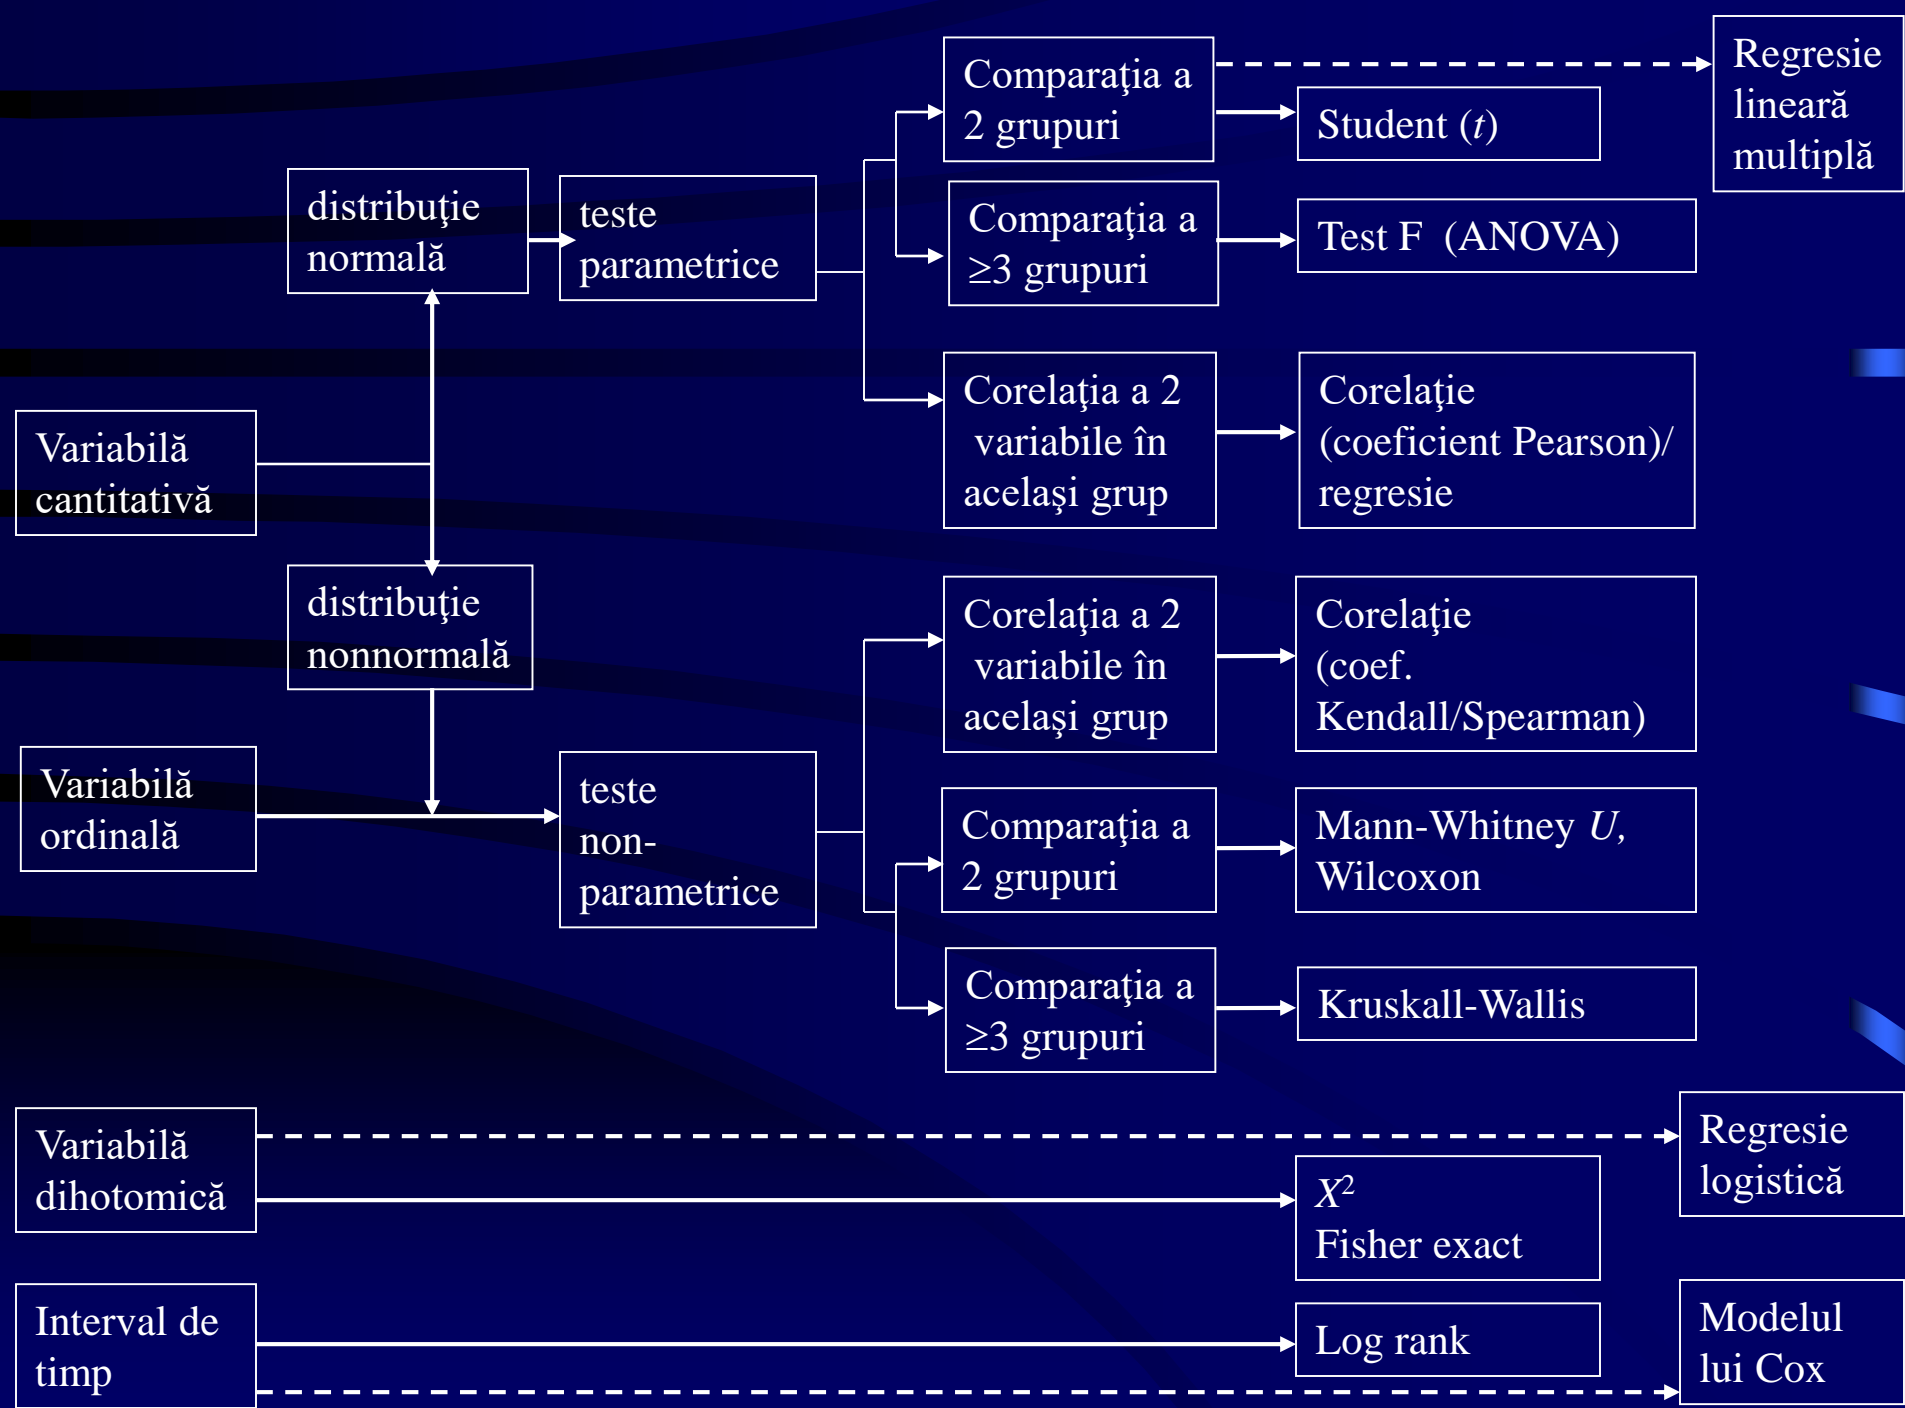 Comparaţia a
2 grupuri
Regresie
lineară
multiplă
Student (t)
distribuţie
normală
teste
parametrice
Comparaţia a
≥3 grupuri
Test F (ANOVA)
Corelaţia a 2
variabile în
acelaşi grup
Corelaţie
(coeficient Pearson)/
regresie
Variabilă
cantitativă
distribuţie
nonnormală
Corelaţia a 2
variabile în
acelaşi grup
Corelaţie
(coef.
Kendall/Spearman)
Variabilă
ordinală
teste
non-
parametrice
Comparaţia a
2 grupuri
Mann-Whitney U,
Wilcoxon
Comparaţia a
≥3 grupuri
Kruskall-Wallis
Variabilă
dihotomică
Regresie
logistică
X²
Fisher exact
Interval de
timp
Log rank
Modelul
lui Cox